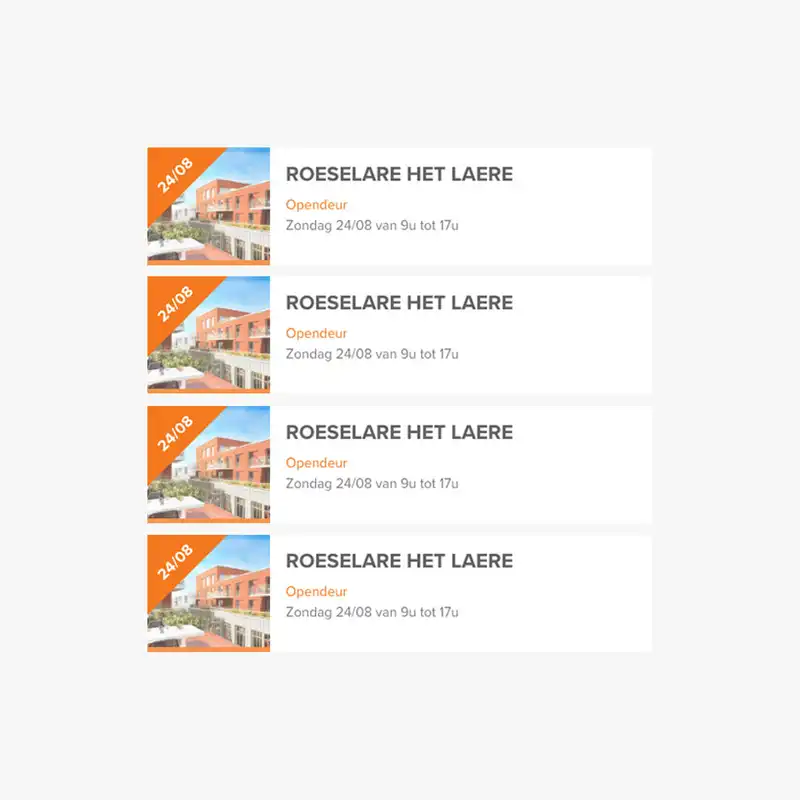 24/08
ROESELARE HET LAERE
Opendeur
Zondag 24/08 van 9u tot 17u
24/08
ROESELARE HET LAERE
Opendeur
Zondag 24/08 van 9u tot 17u
24/08
ROESELARE HET LAERE
Opendeur
Zondag 24/08 van 9u tot 17u
24/08
ROESELARE HET LAERE
Opendeur
Zondag 24/08 van 9u tot 17u